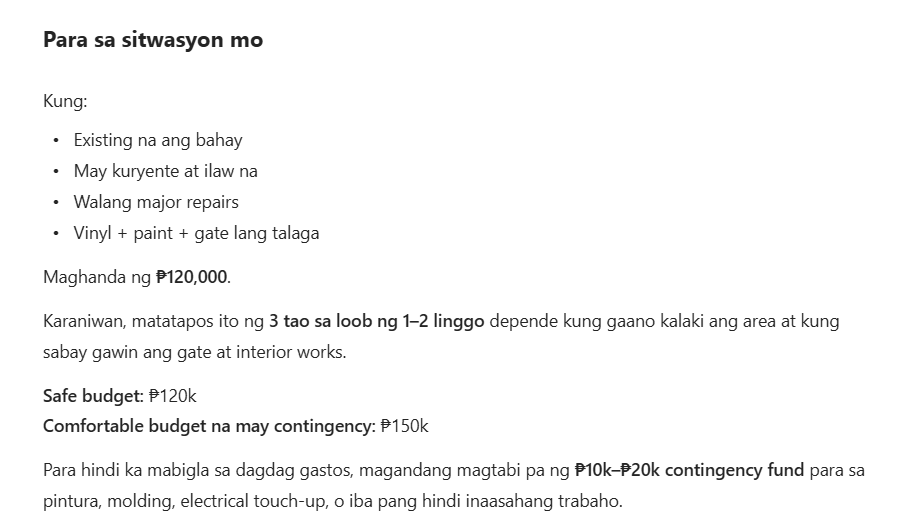 Para sa sitwasyon mo
Kung:
• Existing na ang bahay
• May kuryente at ilaw na
• Walang major repairs
• Vinyl + paint + gate lang talaga
Maghanda ng ₱120,000.
Karaniwan, matatapos ito ng 3 tao sa loob ng 1–2 linggo depende kung gaano kalaki ang area at kung
sabay gawin ang gate at interior works.
Safe budget: ₱120k
Comfortable budget na may contingency: ₱150k
Para hindi ka mabigla sa dagdag gastos, magandang magtabi pa ng ₱10k–₱20k contingency fund para sa
pintura, molding, electrical touch-up, o iba pang hindi inaasahang trabaho.